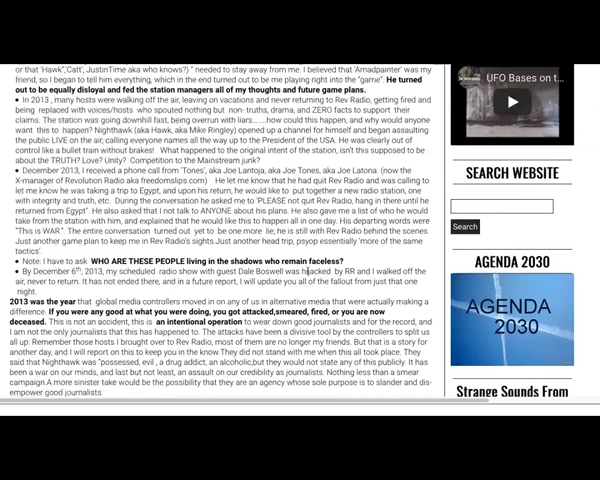 or that 'Hawk","Catt', JustinTime aka who knows?) " needed to stay away from me. I believed that 'Amadpainter' was my
friend, so I began to tell him everything, which in the end turned out to be me playing right into the "game". He turned
out to be equally disloyal and fed the station managers all of my thoughts and future game plans.
• In 2013 , many hosts were walking off the air, leaving on vacations and never returning to Rev Radio, getting fired and
being replaced with voices/hosts who spouted nothing but non- truths, drama, and ZERO facts to support their
claims. The station was going downhill fast, being overrun with liars.......how could this happen, and why would anyone
want this to happen? Nighthawk (aka Hawk, aka Mike Ringley) opened up a channel for himself and began assaulting
the public LIVE on the air; calling everyone names all the way up to the President of the USA. He was clearly out of
control like a bullet train without brakes! What happened to the original intent of the station, isn't this supposed to be
about the TRUTH? Love? Unity? Competition to the Mainstream junk?
• December 2013, I received a phone call from 'Tones', aka Joe Lantoja, aka Joe Tones, aka Joe Latona. (now the
X-manager of Revolution Radio aka freedomslips.com) He let me know that he had quit Rev Radio and was calling to
let me know he was taking a trip to Egypt, and upon his return, he would like to put together a new radio station, one
with integrity and truth, etc. During the conversation he asked me to 'PLEASE not quit Rev Radio, hang in there until he
returned from Egypt". He also asked that I not talk to ANYONE about his plans. He also gave me a list of who he would
take from the station with him, and explained that he would like this to happen all in one day. His departing words were
"This is WAR ". The entire event turned out yet to be one more lie; he is still with Rev Radio behind the scenes.
Just another game plan to keep me in Rev Radio's sights.Just another head trip, psyop essentially 'more of the same
tactics'.
• Note: I have to ask WHO ARE THESE PEOPLE living in the shadows who remain faceless?
• By December 6th, 2013, my scheduled radio show with guest Dale Boswell was hijacked by RR and I walked off the
air, never to return. It has not ended there, and in a future report, I will update you all of the fallout from just that one
night.
2013 was the year that global media controllers moved in on any of us in alternative media that were actually making a
difference. If you were any good at what you were doing, you got attacked,smeared, fired, or you are now
deceased. This is not an accident, this is an intentional operation to wear down good journalists and for the record, and
I am not the only journalists that this has happened to. The attacks have been a divisive tool by the controllers to split us
all up: Remember those hosts I brought over to Rev Radio, most of them are no longer my friends. But that is a story for
another day, and I will report on this to keep you in the know.They did not stand with me when this all took place. They
said that Nighthawk was "possessed, evil , a drug addict, an alcoholic,but they would not state any of this publicly. It has
been a war on our minds, and last but not least, an assault on our credibility as journalists. Nothing less than a smear
campaign.A more sinister take would be the possibility that they are an agency whose sole purpose is to slander and dis-
empower good journalists
UFO Bases on t...
SEARCH WEBSITE
Search
AGENDA 2030
AGENDA
2030
Strange Sounds From